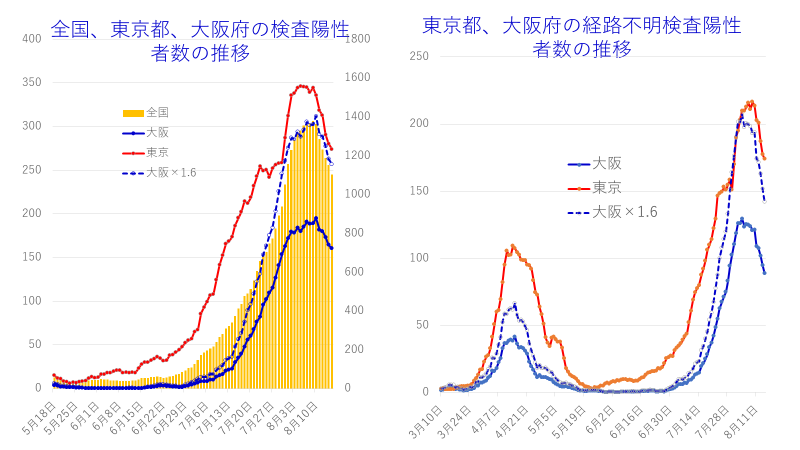 全国、東京都、大阪府の検査陽性
者数の推移
400
350
300
250
200
150
100
50
0
1800
1600
1400
1200
1000
800
600
400
200
0
全国
大阪
東京
大阪×1.6
5月18日
5月25日
6月1日
6月8日
6月15日
6月22日
6月29日
7月6日
7月13日
7月20日
7月27日
8月3日
8月10日
東京都、大阪府の経路不明検査陽性
者数の推移
250
200
150
100
50
0
大阪
東京
大阪×1.6
3月10日
3月24日
4月7日
4月21日
5月5日
5月19日
6月2日
6月16日
6月30日
7月14日
7月28日
8月11日